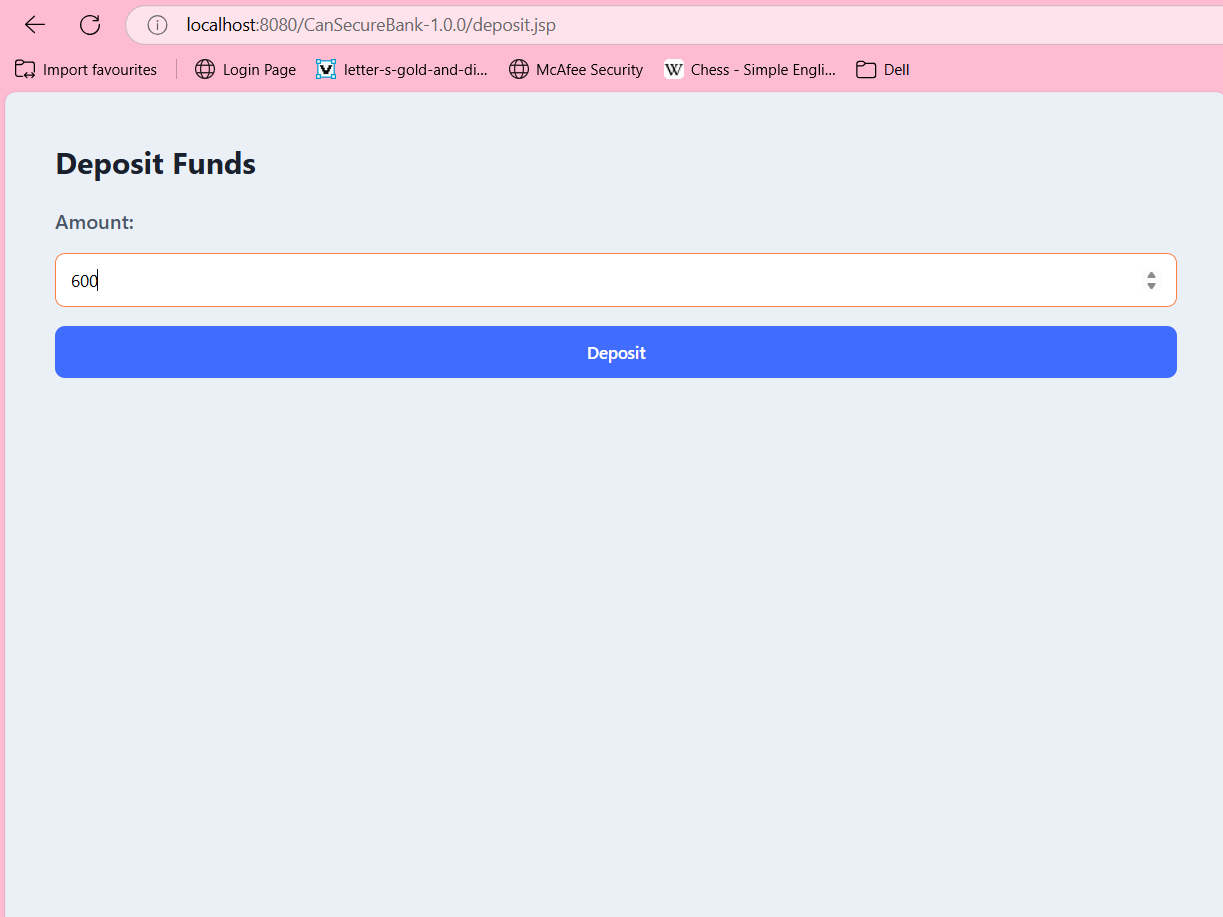 localhost:8080/CanSecureBank-1.0.0/deposit.jsp
Import favourites Login Page letter-s-gold-and-di... McAfee Security W Chess - Simple Engli... Dell
Deposit Funds
Amount:
600
Deposit